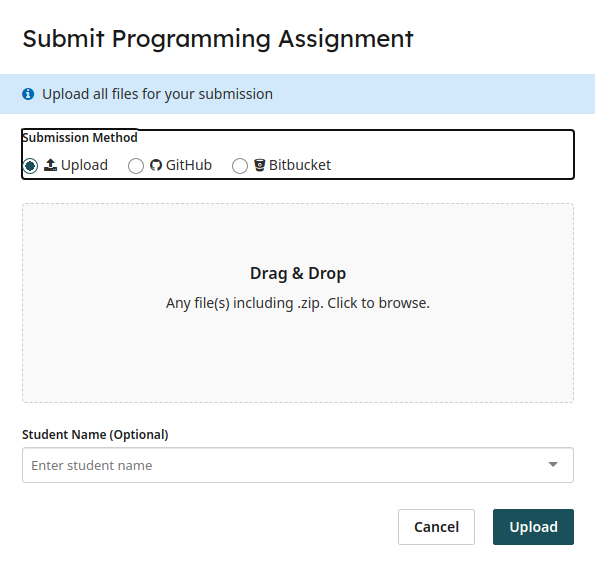 Submit Programming Assignment
Upload all files for your submission
Submission Method
Upload GitHub Bitbucket
Drag & Drop
Any file(s) including .zip. Click to browse.
Student Name (Optional)
Enter student name
Cancel Upload